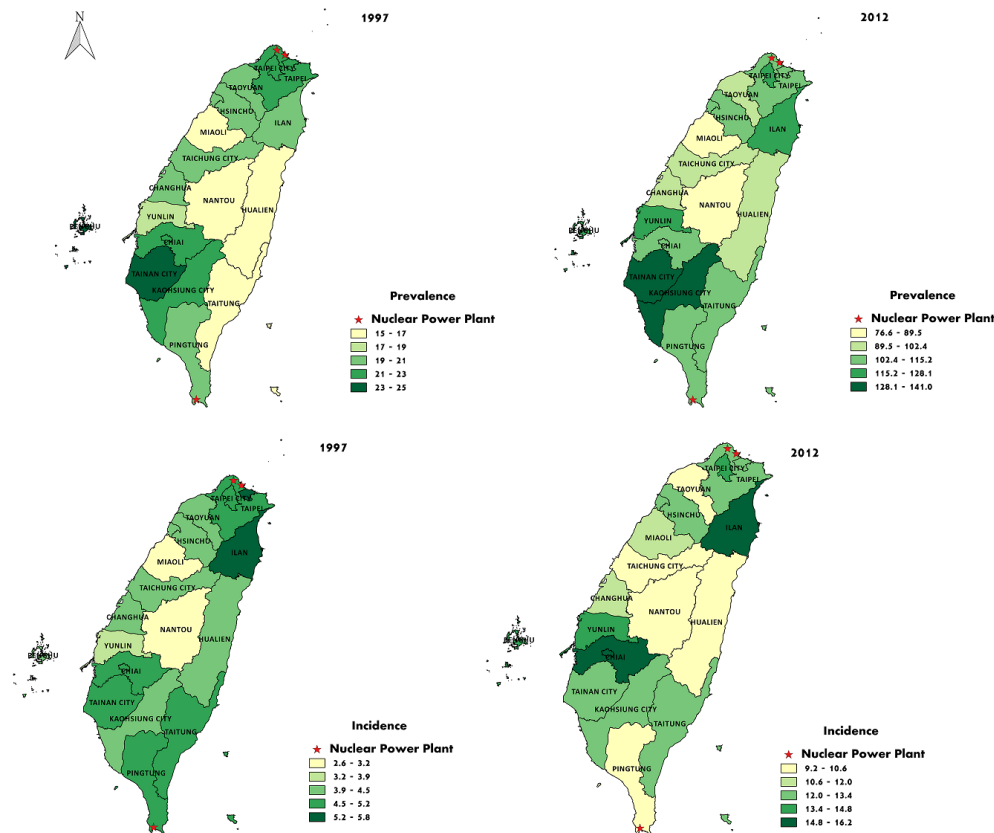 N
1997
TAIPEI CITY
TAIPEI
TAOYUAN
HSINCHU
ILAN
MIAOLI
TAICHUNG CITY
CHANGHUA
NANTOU
HUALIEN
YUNLIN
PENGHU
CHIAI
TAINAN CITY
KAOHSIUNG CITY
TAITUNG
PINGTUNG
Prevalence
Nuclear Power Plant
15 - 17
17 - 19
19 - 21
21 - 23
23 - 25
2012
TAIPEI CITY
TAIPEI
TAOYUAN
HSINCHU
ILAN
MIAOLI
TAICHUNG CITY
CHANGHUA
NANTOU
HUALIEN
YUNLIN
PENGHU
CHIAI
TAINAN CITY
KAOHSIUNG CITY
TAITUNG
PINGTUNG
Prevalence
Nuclear Power Plant
76.6 - 89.5
89.5 - 102.4
102.4 - 115.2
115.2 - 128.1
128.1 - 141.0
1997
TAIPEI CITY
TAIPEI
TAOYUAN
HSINCHU
ILAN
MIAOLI
TAICHUNG CITY
CHANGHUA
NANTOU
HUALIEN
YUNLIN
PENGHU
CHIAI
TAINAN CITY
KAOHSIUNG CITY
TAITUNG
PINGTUNG
Incidence
Nuclear Power Plant
2.6 - 3.2
3.2 - 3.9
3.9 - 4.5
4.5 - 5.2
5.2 - 5.8
2012
TAIPEI CITY
TAIPEI
TAOYUAN
HSINCHU
ILAN
MIAOLI
TAICHUNG CITY
CHANGHUA
NANTOU
HUALIEN
YUNLIN
PENGHU
CHIAI
TAINAN CITY
KAOHSIUNG CITY
TAITUNG
PINGTUNG
Incidence
Nuclear Power Plant
9.2 - 10.6
10.6 - 12.0
12.0 - 13.4
13.4 - 14.8
14.8 - 16.2